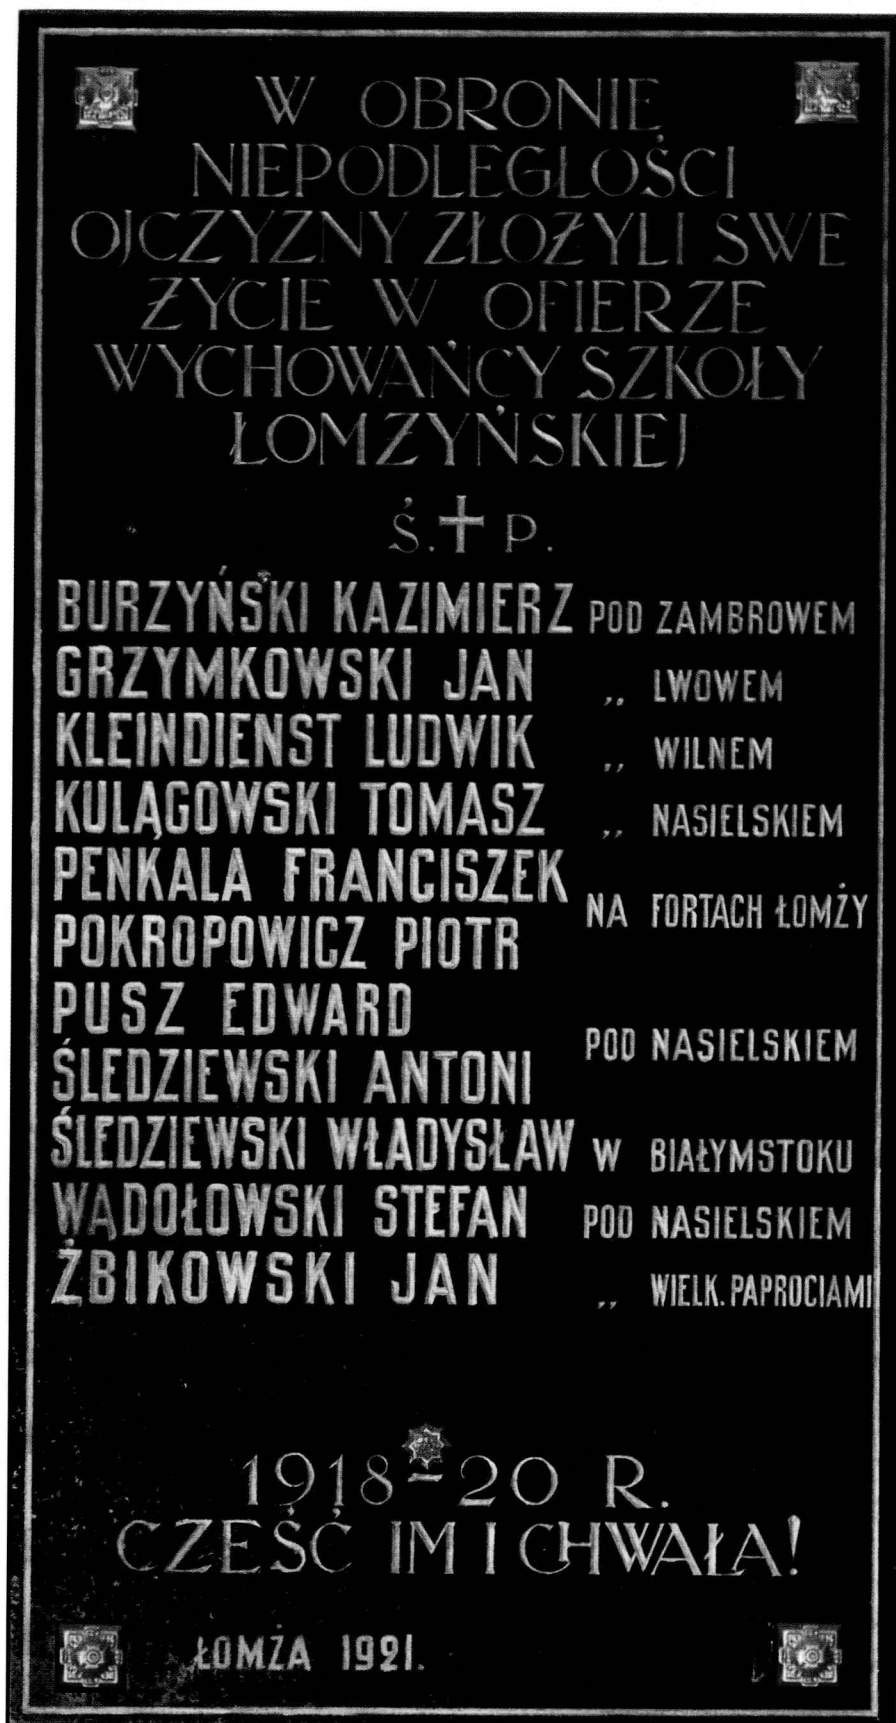 W OBRONIE
NIEPODLEGŁOŚCI
OJCZYZNY ZŁOŻYLI SWE
ŻYCIE W OFIERZE
WYCHOWAŃCY SZKOŁY
ŁOMŻYŃSKIEJ
Ś. ✝ P.
BURZYŃSKI KAZIMIERZ POD ZAMBROWEM
GRZYMKOWSKI JAN ,, LWOWEM
KLEINDIENST LUDWIK ,, WILNEM
KULĄGOWSKI TOMASZ ,, NASIELSKIEM
PENKALA FRANCISZEK
NA FORTACH ŁOMŻY
POKROPOWICZ PIOTR
PUSZ EDWARD
POD NASIELSKIEM
ŚLEDZIEWSKI ANTONI
ŚLEDZIEWSKI WŁADYSŁAW W BIAŁYMSTOKU
WĄDOŁOWSKI STEFAN POD NASIELSKIEM
ŻBIKOWSKI JAN ,, WIELK. PAPROCIAMI
1918–20 R.
CZEŚĆ IM I CHWAŁA!
ŁOMŻA 1921.